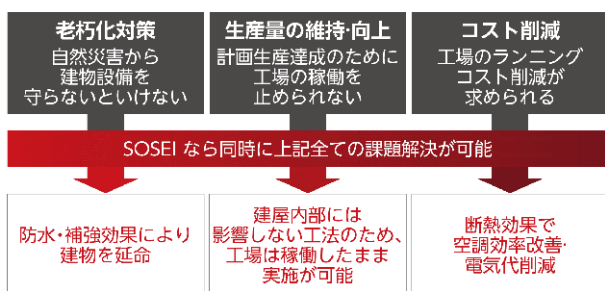 老朽化対策
自然災害から
建物設備を
守らないといけない
生産量の維持・向上
計画生産達成のために
工場の稼働を
止められない
コスト削減
工場のランニング
コスト削減が
求められる
SOSEIなら同時に上記全ての課題解決が可能
防水・補強効果により
建物を延命
建屋内部には
影響しない工法のため、
工場は稼働したまま
実施が可能
断熱効果で
空調効率改善・
電気代削減